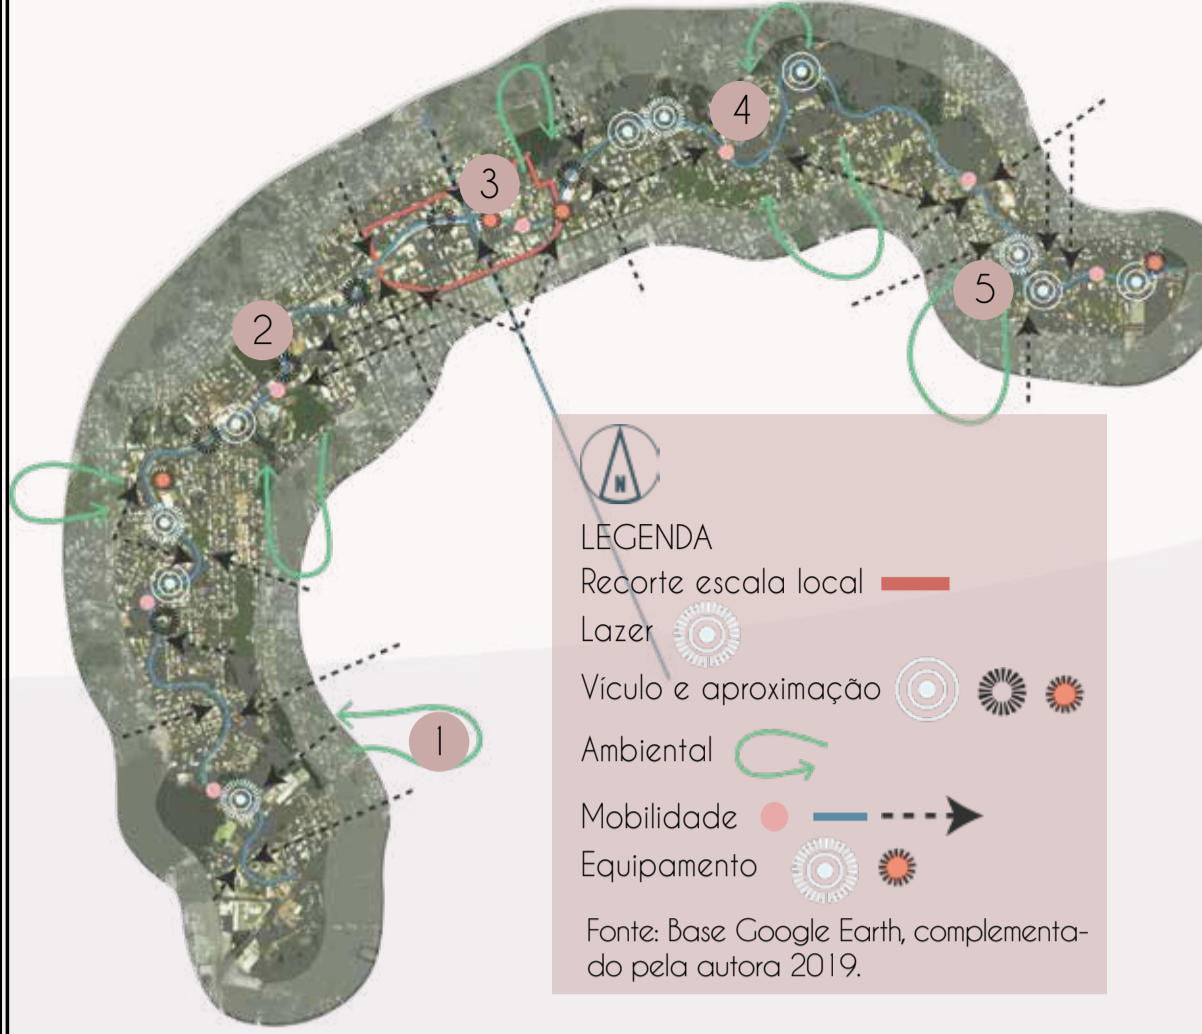 4
3
5
2
1
N
LEGENDA
Recorte escala local
Lazer
Vículo e aproximação
Ambiental
Mobilidade
Equipamento
Fonte: Base Google Earth, complementa-
do pela autora 2019.